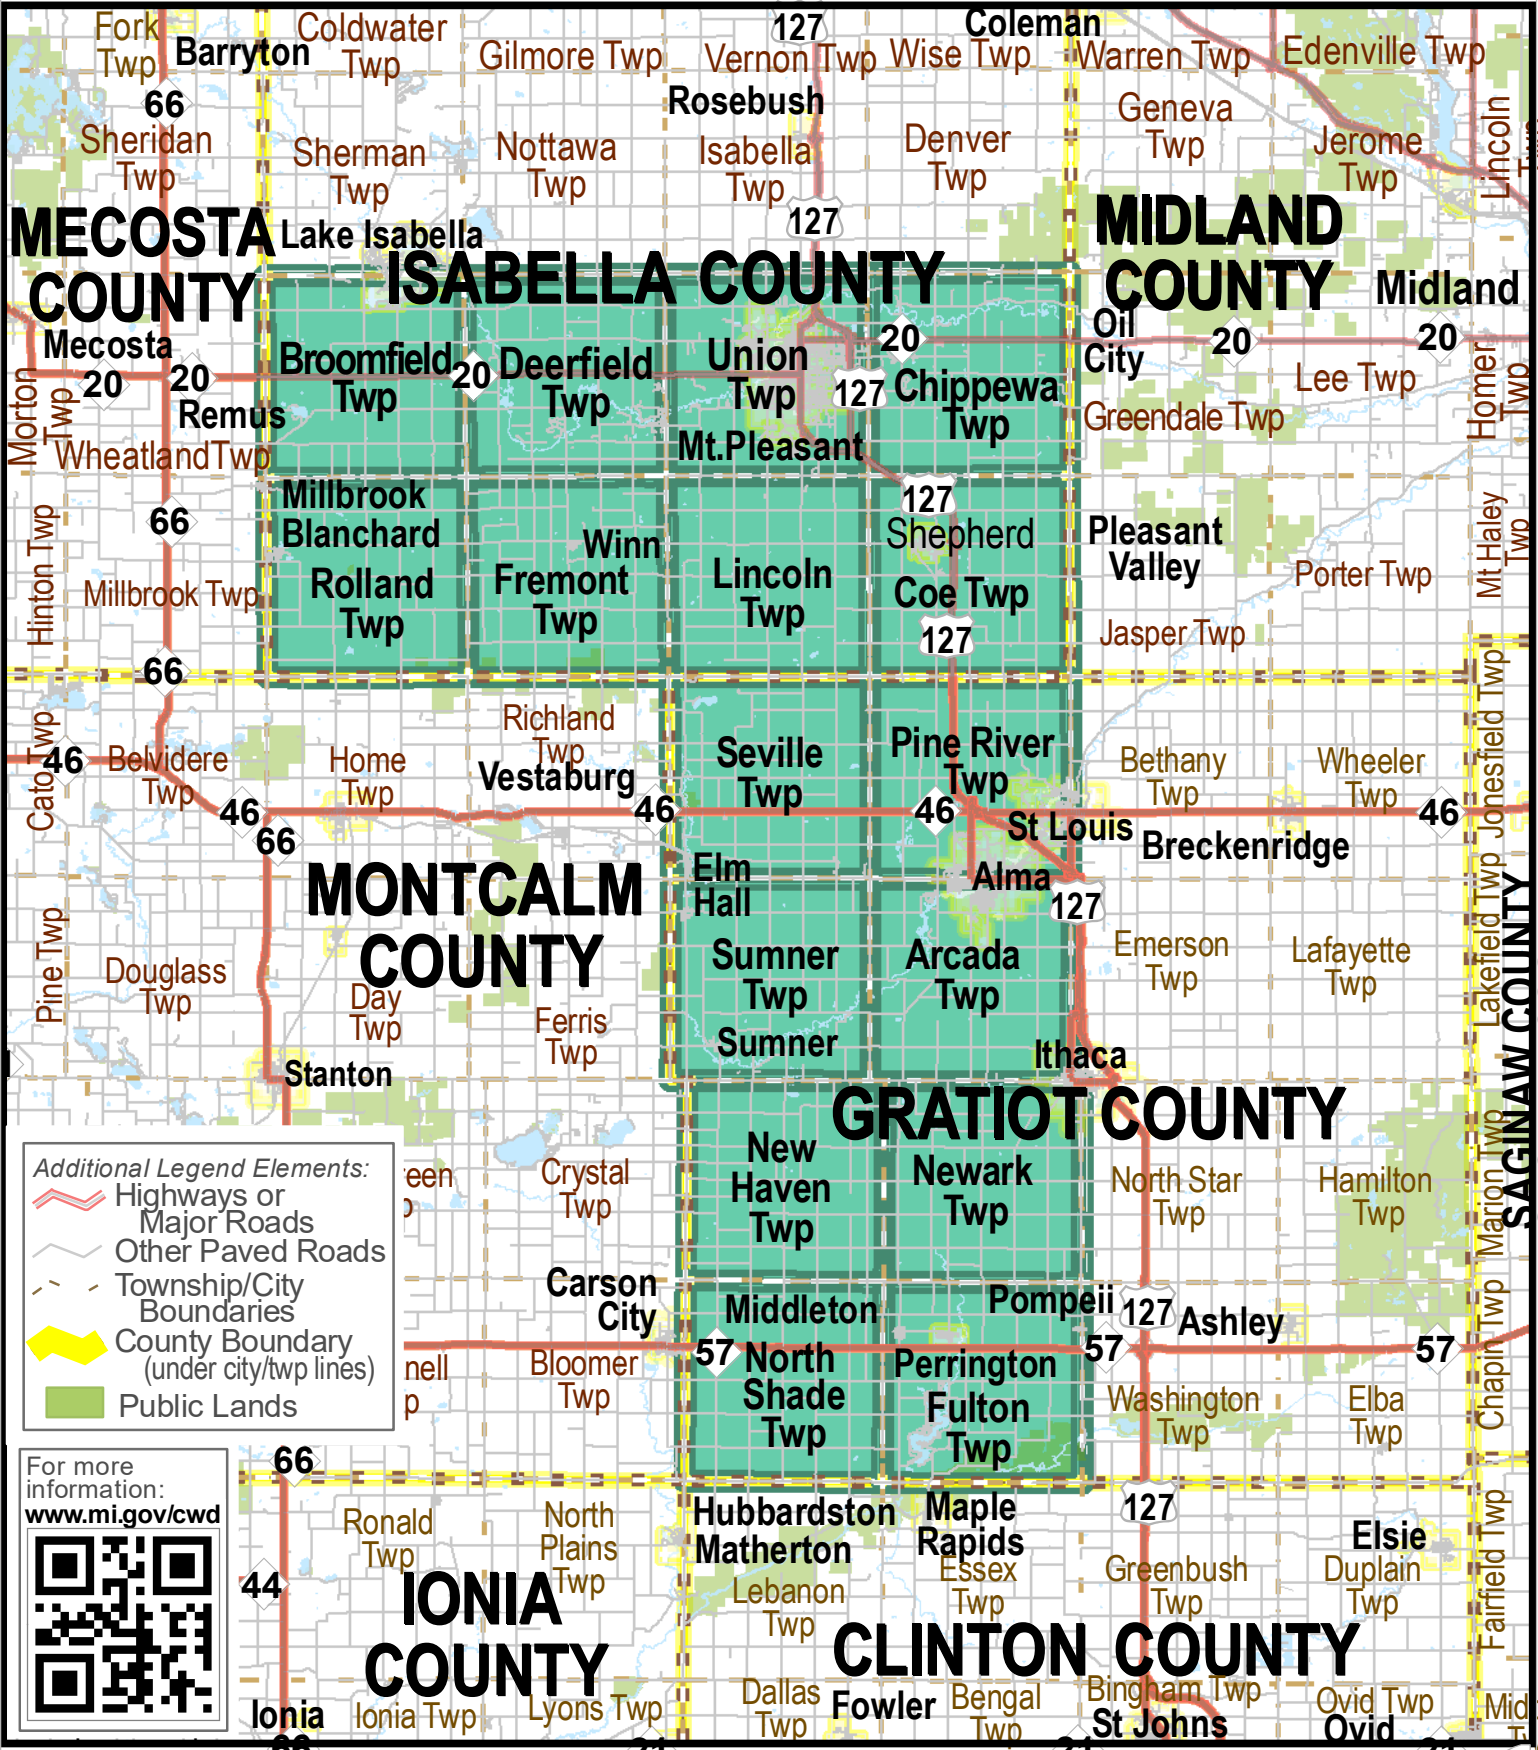 Fork
Twp
Barryton
Coldwater
Twp
Gilmore Twp
127
Vernon Twp
Wise Twp
Coleman
Warren Twp
Edenville Twp
66
Rosebush
Geneva
Twp
Lincoln
Sheridan
Twp
Sherman
Twp
Nottawa
Twp
Isabella
Twp
Denver
Twp
Jerome
Twp
MECOSTA
COUNTY
Lake Isabella
127
MIDLAND
COUNTY
ISABELLA COUNTY
Midland
Mecosta
20
20
Remus
Morton
Twp
Wheatland Twp
Broomfield
Twp
20
Deerfield
Twp
Union
Twp
Mt.Pleasant
127
20
Chippewa
Twp
Oil
City
20
20
Lee Twp
Greendale Twp
Homer
Twp
66
Millbrook
Blanchard
Rolland
Twp
Winn
Fremont
Twp
Lincoln
Twp
127
Shepherd
Coe Twp
127
Pleasant
Valley
Porter Twp
Jasper Twp
Mt Haley
Twp
Hinton Twp
Millbrook Twp
66
Cato Twp
46
Belvidere
Twp
46
66
Home
Twp
Richland
Twp
Vestaburg
46
Seville
Twp
Pine River
Twp
46
St Louis
Bethany
Twp
Wheeler
Twp
46
Breckenridge
Jonesfield Twp
MONTCALM
COUNTY
Elm
Hall
Alma
127
Sumner
Twp
Sumner
Arcada
Twp
Emerson
Twp
Lafayette
Twp
Lakefield Twp
SAGINAW COUNTY
Pine Twp
Douglass
Twp
Day
Twp
Ferris
Twp
Stanton
Ithaca
GRATIOT COUNTY
New
Haven
Twp
Newark
Twp
North Star
Twp
Hamilton
Twp
Marion Twp
Crystal
Twp
Additional Legend Elements:
Highways or
Major Roads
Other Paved Roads
Township/City
Boundaries
County Boundary
(under city/twp lines)
Public Lands
Carson
City
Middleton
57
North
Shade
Twp
Pompeii
127
Ashley
57
57
Perrington
Fulton
Twp
Bloomer
Twp
Washington
Twp
Elba
Twp
Chapin Twp
For more
information:
www.mi.gov/cwd
66
44
Ronald
Twp
North
Plains
Twp
IONIA
COUNTY
Ionia
Ionia Twp
Lyons Twp
Hubbardston
Matherton
Maple
Rapids
127
Elsie
Lebanon
Twp
Essex
Twp
Greenbush
Twp
Duplain
Twp
Fairfield Twp
CLINTON COUNTY
Dallas
Twp
Fowler
Bengal
Twp
Bingham Twp
St Johns
Ovid Twp
Ovid